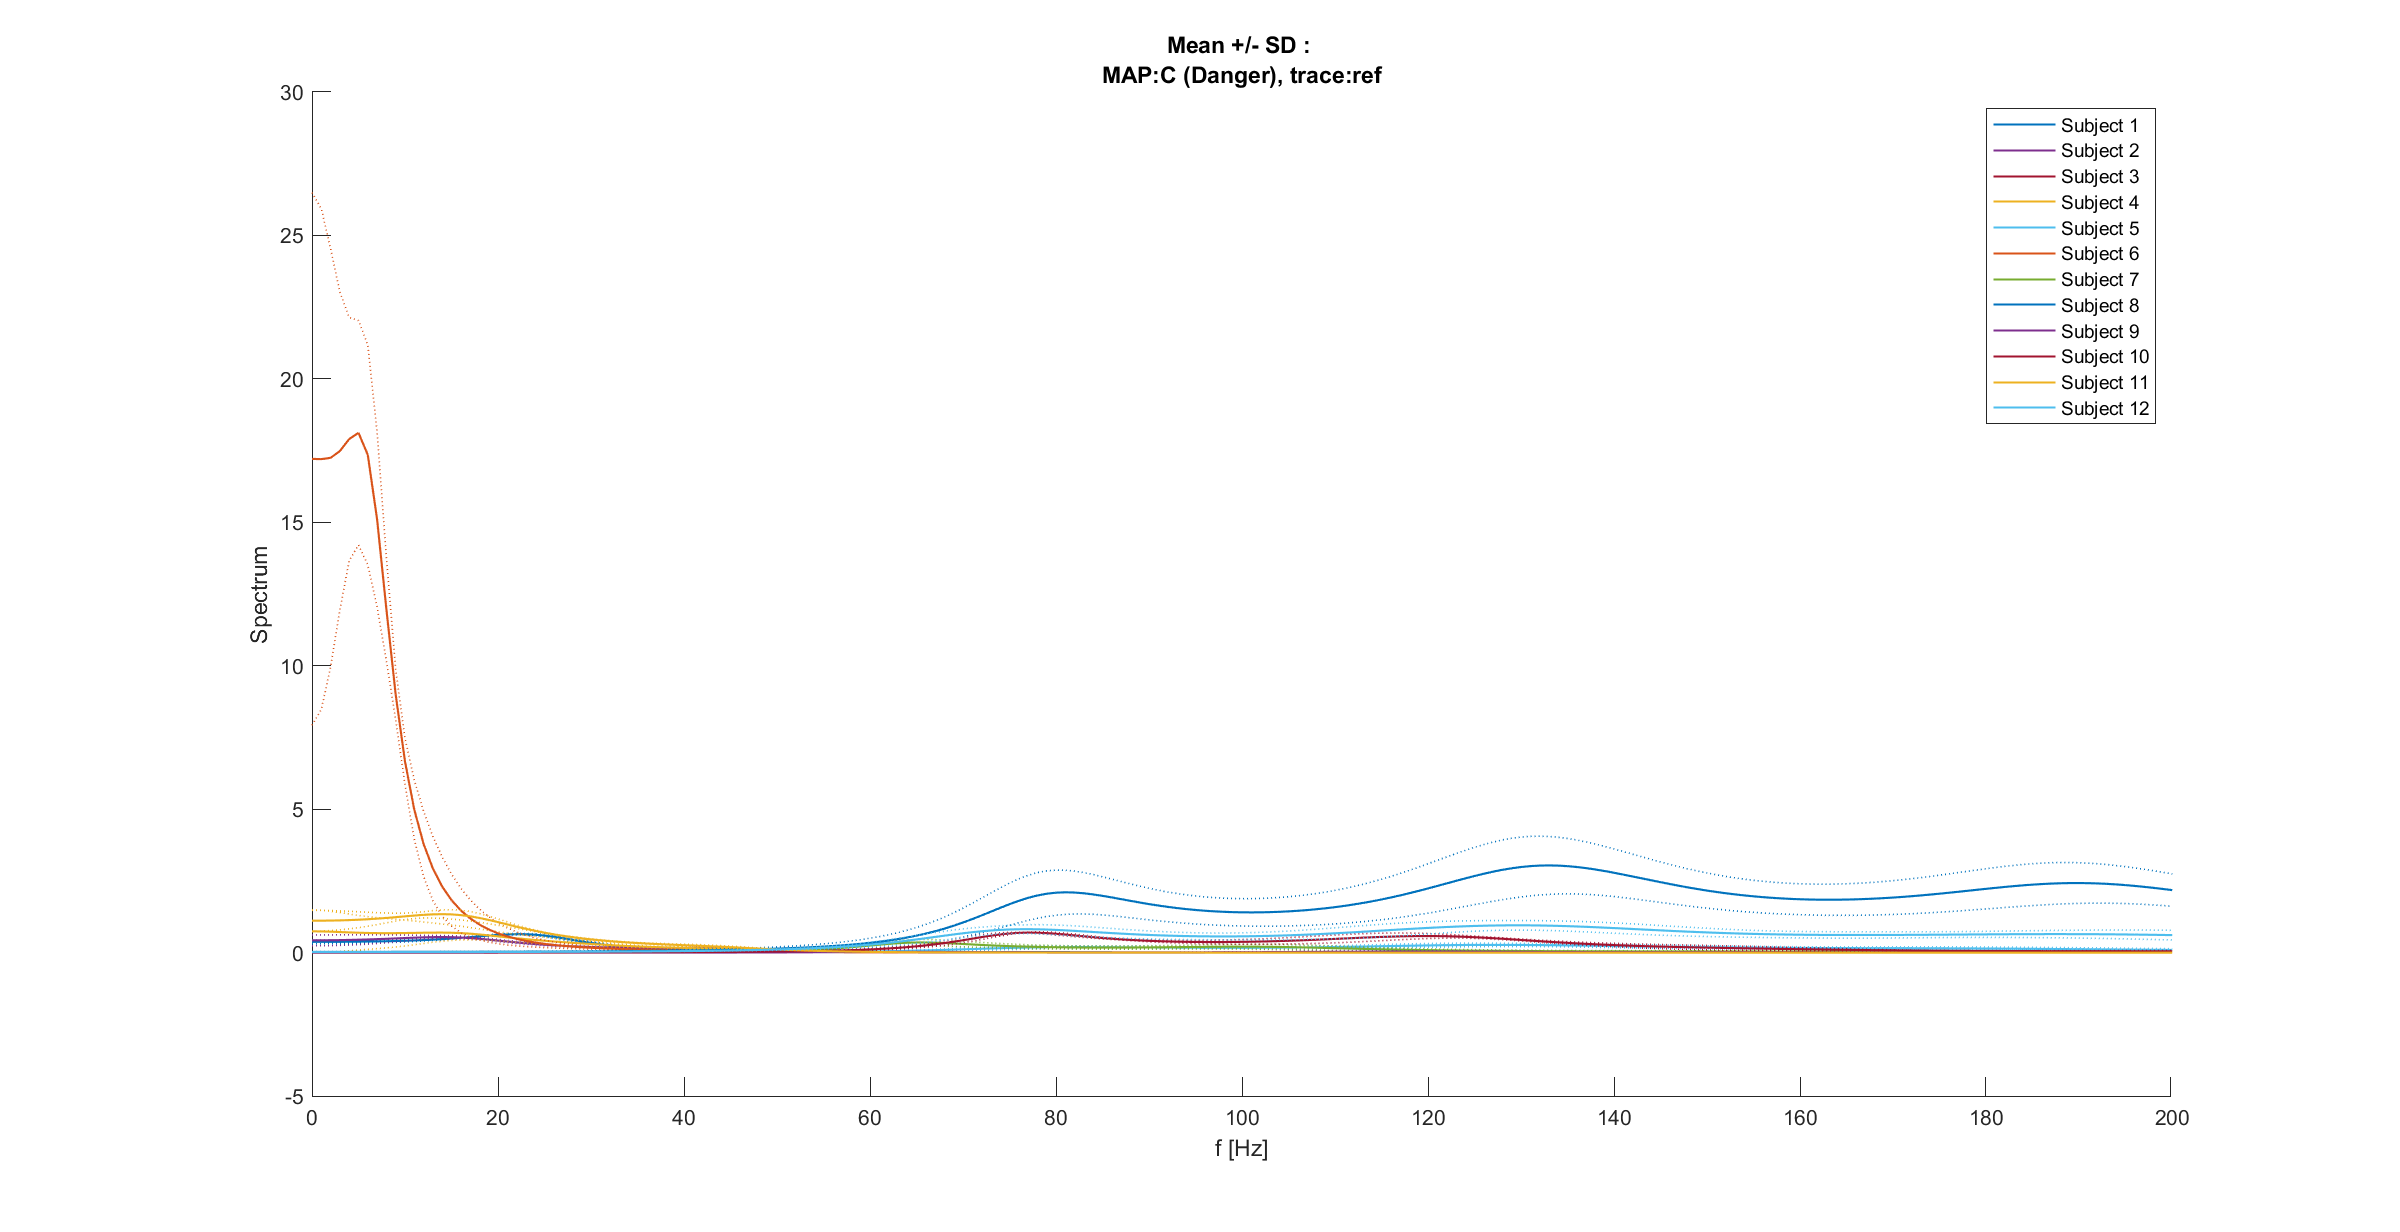 Mean +/- SD :
MAP:C (Danger), trace:ref
30
25
20
15
10
5
0
-5
Spectrum
0 20 40 60 80 100 120 140 160 180 200
f [Hz]
Subject 1
Subject 2
Subject 3
Subject 4
Subject 5
Subject 6
Subject 7
Subject 8
Subject 9
Subject 10
Subject 11
Subject 12